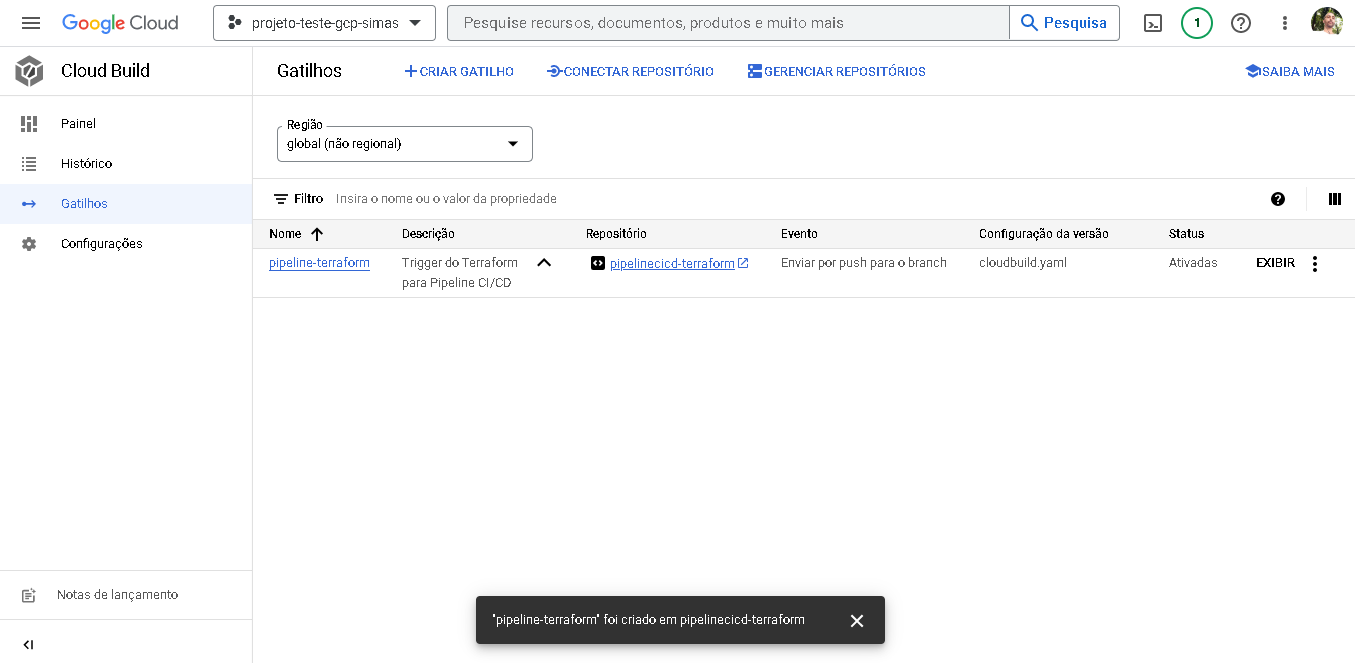 Google Cloud
projeto-teste-gcp-simas
Pesquise recursos, documentos, produtos e muito mais
Pesquisa
1
Cloud Build
Gatilhos
CRIAR GATILHO
CONECTAR REPOSITÓRIO
GERENCIAR REPOSITÓRIOS
SAIBA MAIS
Painel
Histórico
Gatilhos
Configurações
Região
global (não regional)
Filtro
Insira o nome ou o valor da propriedade
Nome
Descrição
Repositório
Evento
Configuração da versão
Status
pipeline-terraform
Trigger do Terraform
para Pipeline CI/CD
pipelinecicd-terraform
Enviar por push para o branch
cloudbuild.yaml
Ativadas
EXIBIR
Notas de lançamento
"pipeline-terraform" foi criado em pipelinecicd-terraform